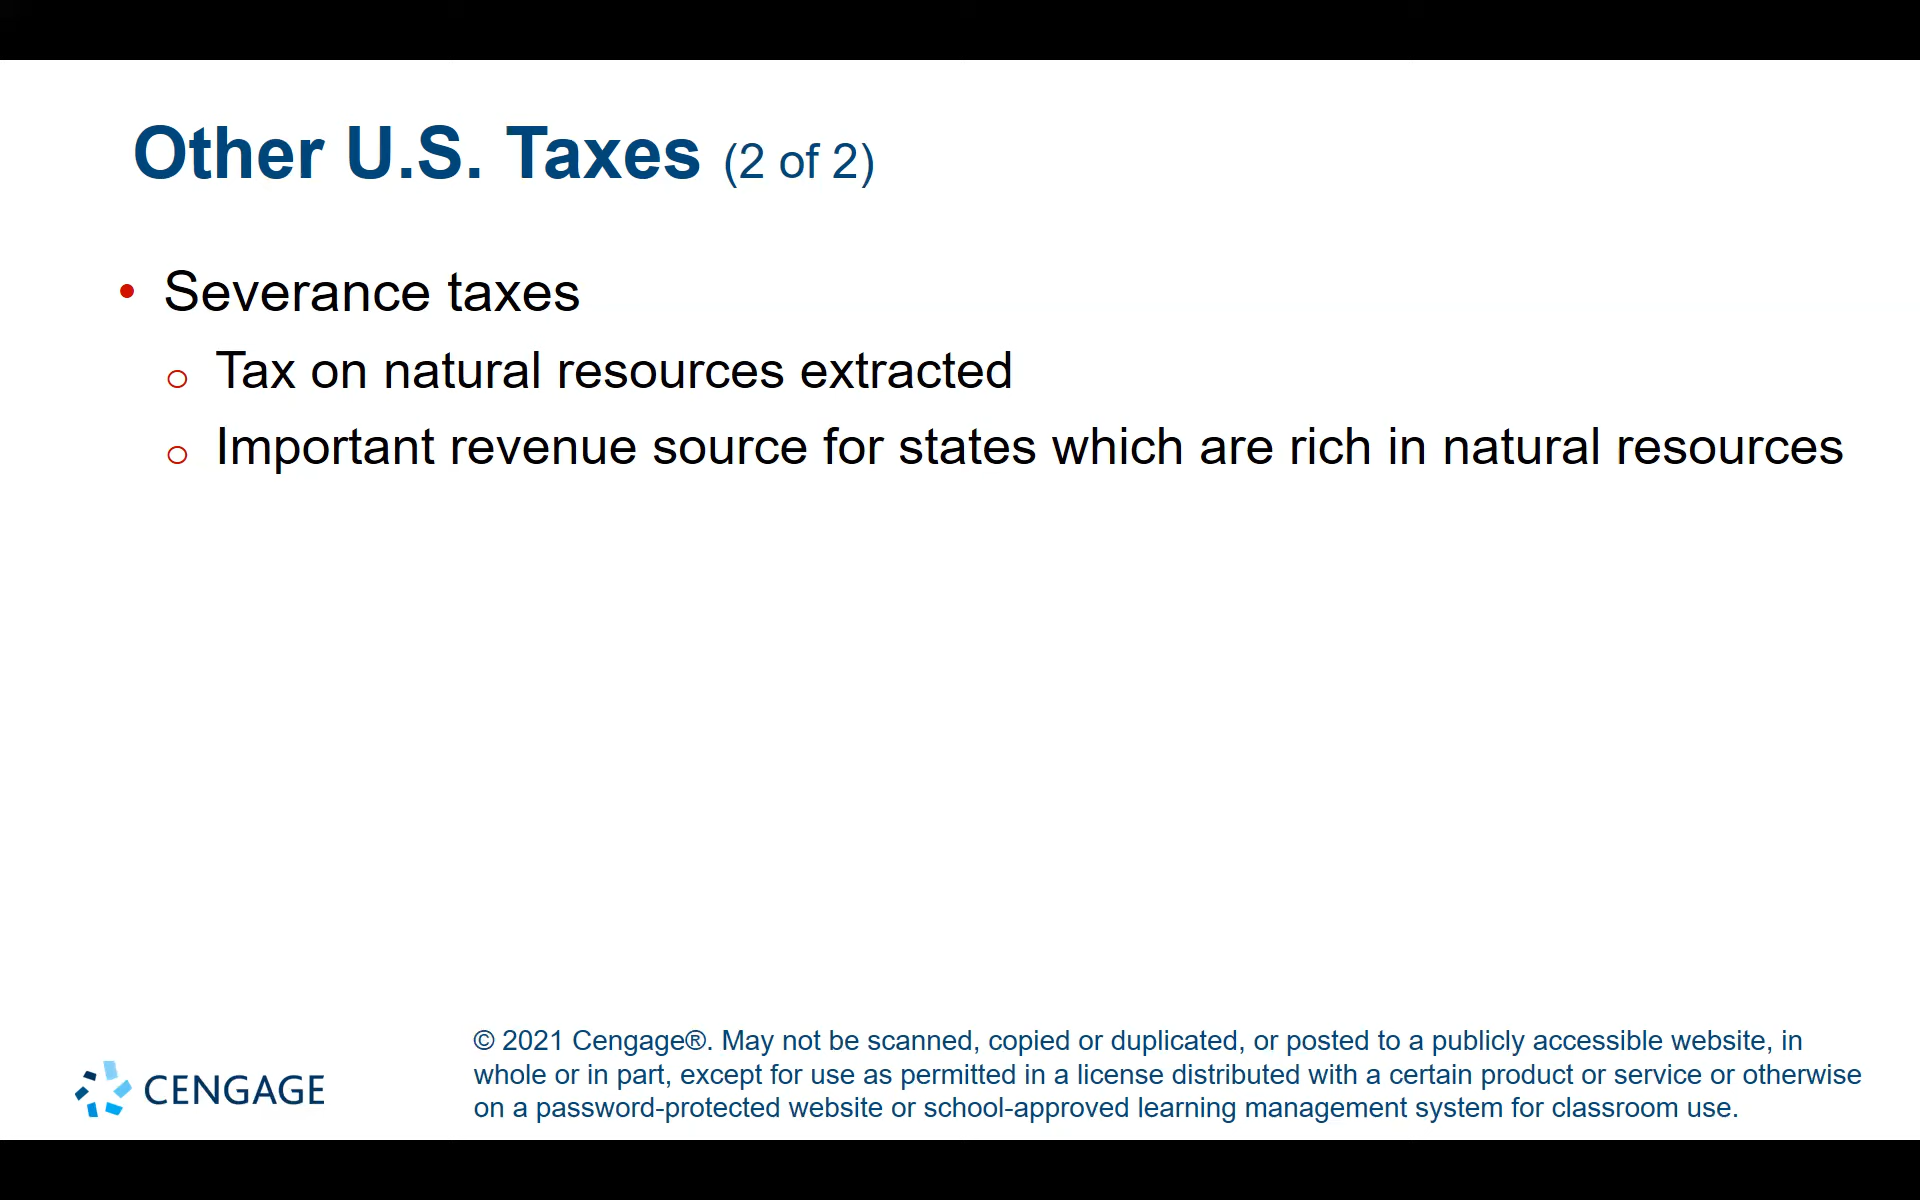 Other U.S. Taxes (2 of 2)
• Severance taxes
o Tax on natural resources extracted
o Important revenue source for states which are rich in natural resources
© 2021 Cengage®. May not be scanned, copied or duplicated, or posted to a publicly accessible website, in
whole or in part, except for use as permitted in a license distributed with a certain product or service or otherwise
on a password-protected website or school-approved learning management system for classroom use.
CENGAGE